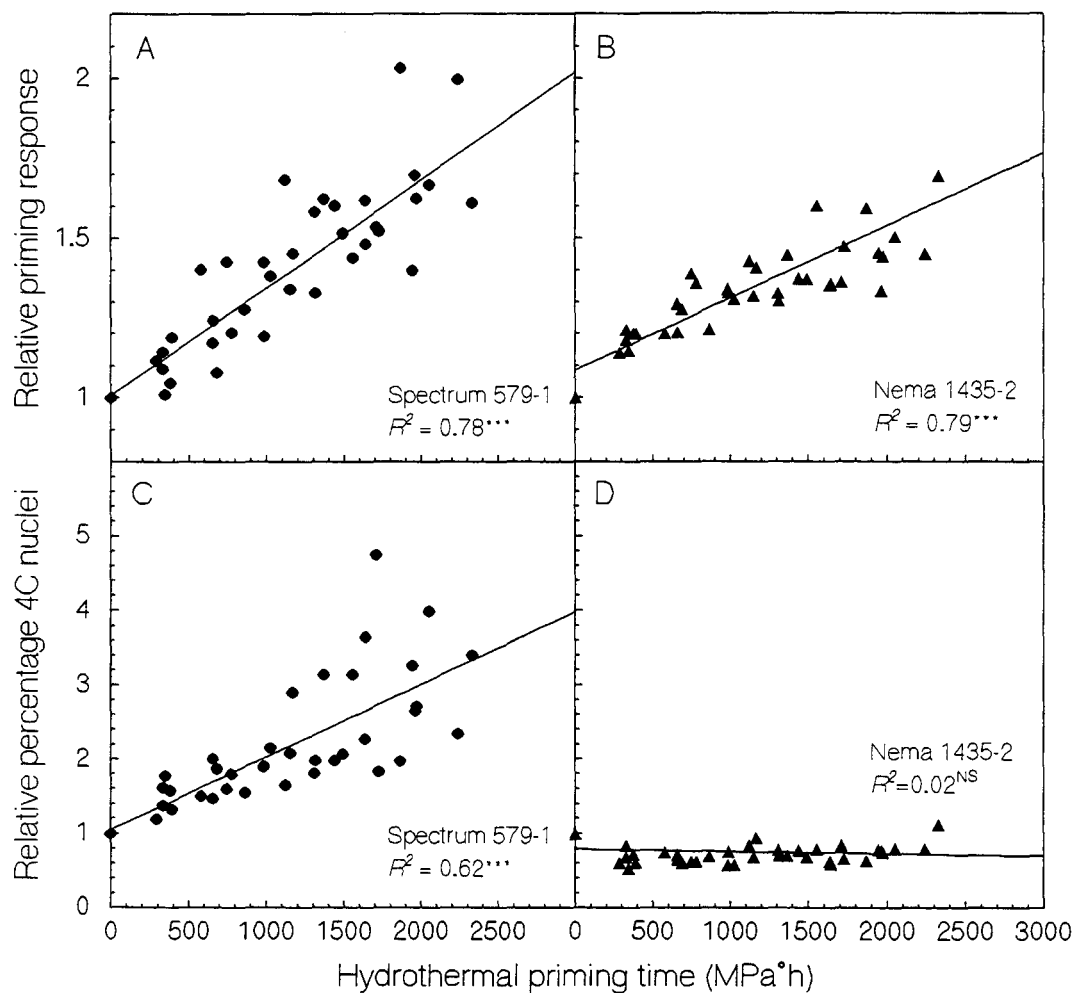 A
B
2
1.5
1
Relative priming response
Spectrum 579-1
R² = 0.78***
Nema 1435-2
R² = 0.79***
C
D
5
4
3
2
1
0
Relative percentage 4C nuclei
Spectrum 579-1
R² = 0.62***
Nema 1435-2
R²=0.02NS
0 500 1000 1500 2000 2500 0 500 1000 1500 2000 2500 3000
Hydrothermal priming time (MPa°h)